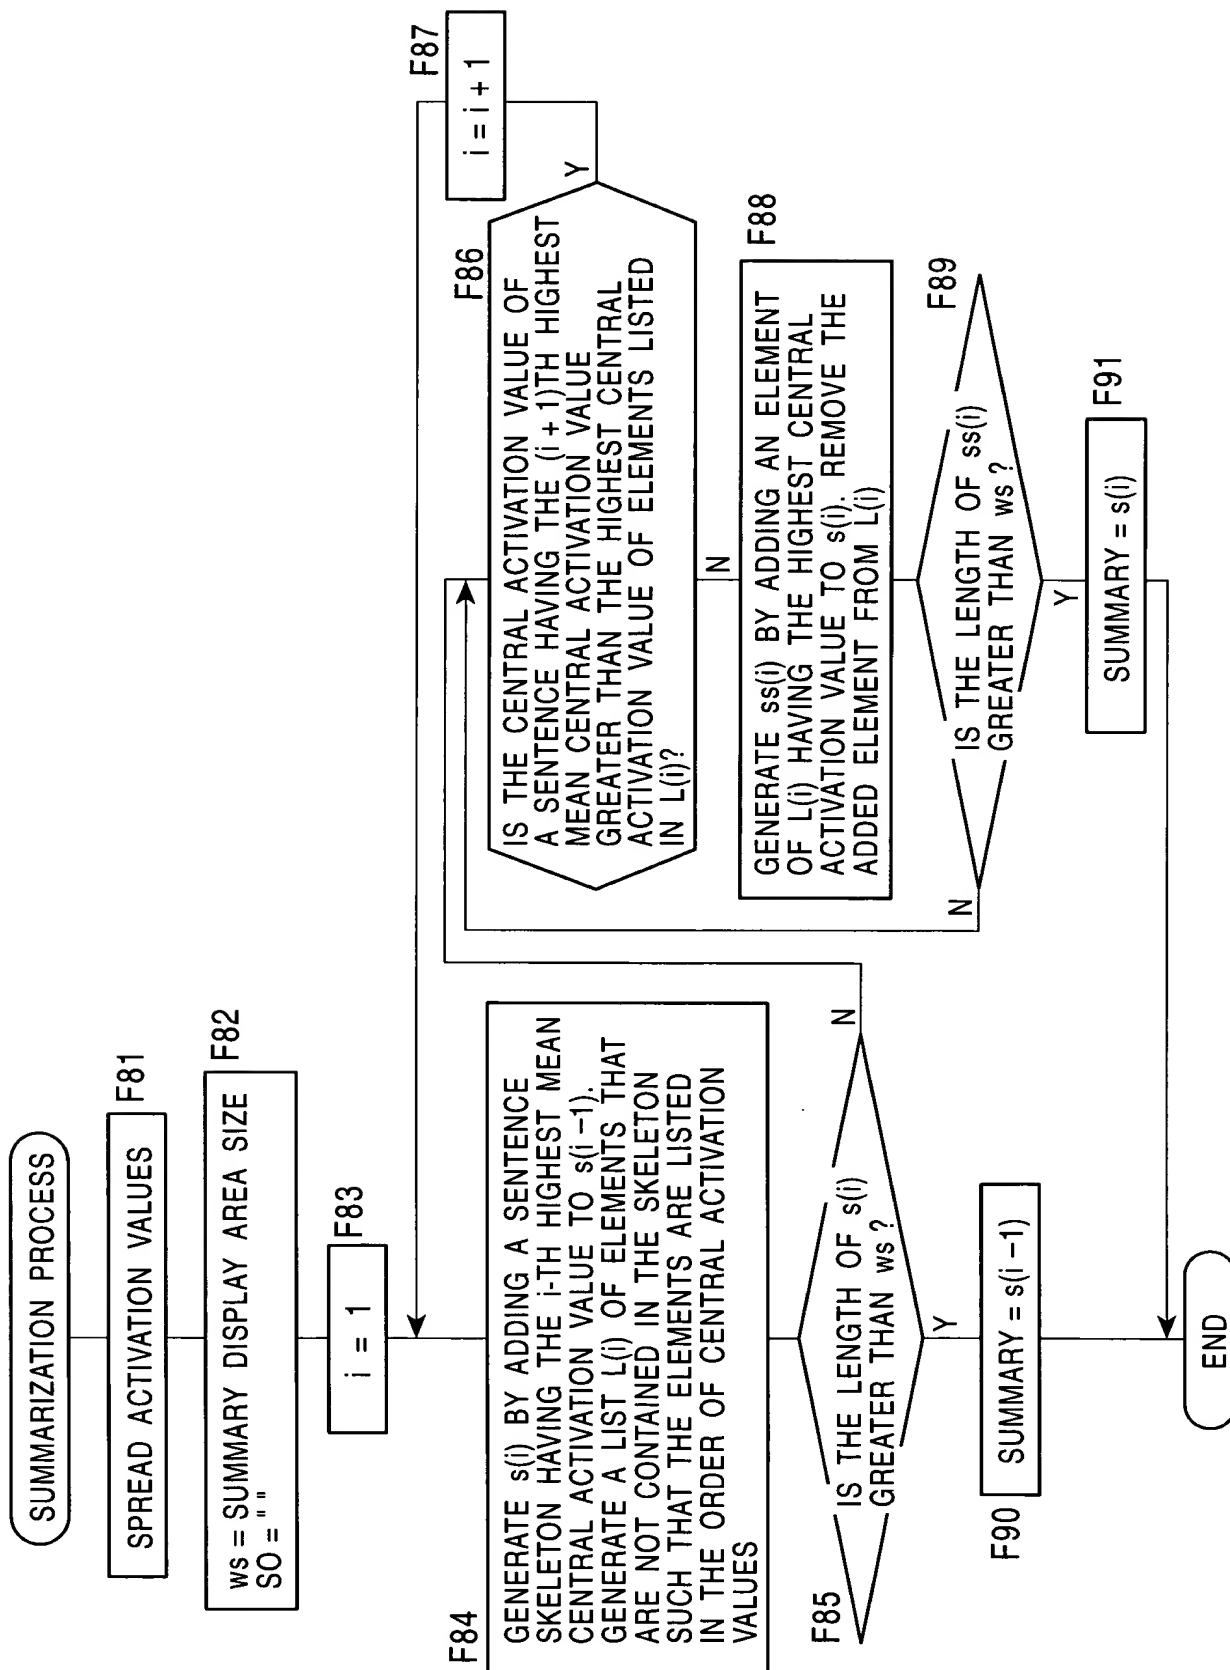 SUMMARIZATION PROCESS
SPREAD ACTIVATION VALUES
F81
ws = SUMMARY DISPLAY AREA SIZE
SO = " "
F82
i = 1
F83
F84
GENERATE s(i) BY ADDING A SENTENCE
SKELETON HAVING THE i-TH HIGHEST MEAN
CENTRAL ACTIVATION VALUE TO s(i −1).
GENERATE A LIST L(i) OF ELEMENTS THAT
ARE NOT CONTAINED IN THE SKELETON
SUCH THAT THE ELEMENTS ARE LISTED
IN THE ORDER OF CENTRAL ACTIVATION
VALUES
F85
IS THE LENGTH OF s(i)
GREATER THAN ws ?
N
Y
F90
SUMMARY = s(i −1)
END
F87
i = i + 1
Y
F86
IS THE CENTRAL ACTIVATION VALUE OF
A SENTENCE HAVING THE (i + 1)TH HIGHEST
MEAN CENTRAL ACTIVATION VALUE
GREATER THAN THE HIGHEST CENTRAL
ACTIVATION VALUE OF ELEMENTS LISTED
IN L(i)?
N
F88
GENERATE ss(i) BY ADDING AN ELEMENT
OF L(i) HAVING THE HIGHEST CENTRAL
ACTIVATION VALUE TO s(i). REMOVE THE
ADDED ELEMENT FROM L(i)
F89
IS THE LENGTH OF ss(i)
GREATER THAN ws ?
N
Y
F91
SUMMARY = s(i)